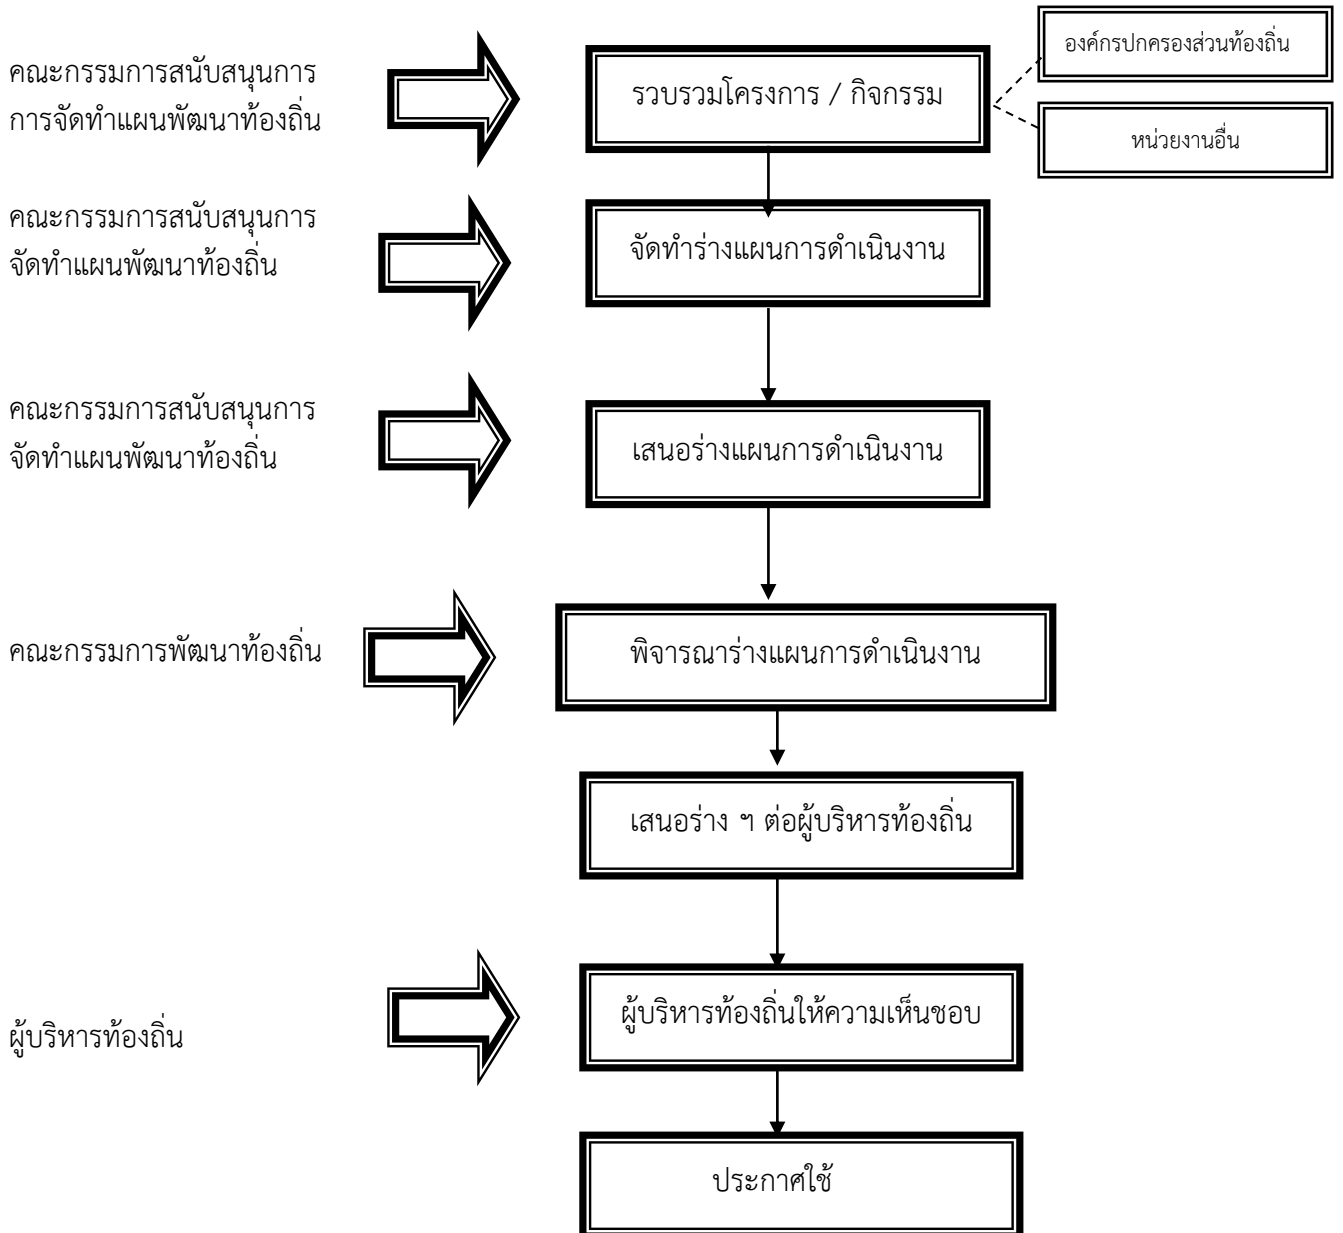 องค์กรปกครองส่วนท้องถิ่น
คณะกรรมการสนับสนุนการ
การจัดทำแผนพัฒนาท้องถิ่น
รวบรวมโครงการ / กิจกรรม
หน่วยงานอื่น
คณะกรรมการสนับสนุนการ
จัดทำแผนพัฒนาท้องถิ่น
จัดทำร่างแผนการดำเนินงาน
คณะกรรมการสนับสนุนการ
จัดทำแผนพัฒนาท้องถิ่น
เสนอร่างแผนการดำเนินงาน
คณะกรรมการพัฒนาท้องถิ่น
พิจารณาร่างแผนการดำเนินงาน
เสนอร่าง ฯ ต่อผู้บริหารท้องถิ่น
ผู้บริหารท้องถิ่น
ผู้บริหารท้องถิ่นให้ความเห็นชอบ
ประกาศใช้